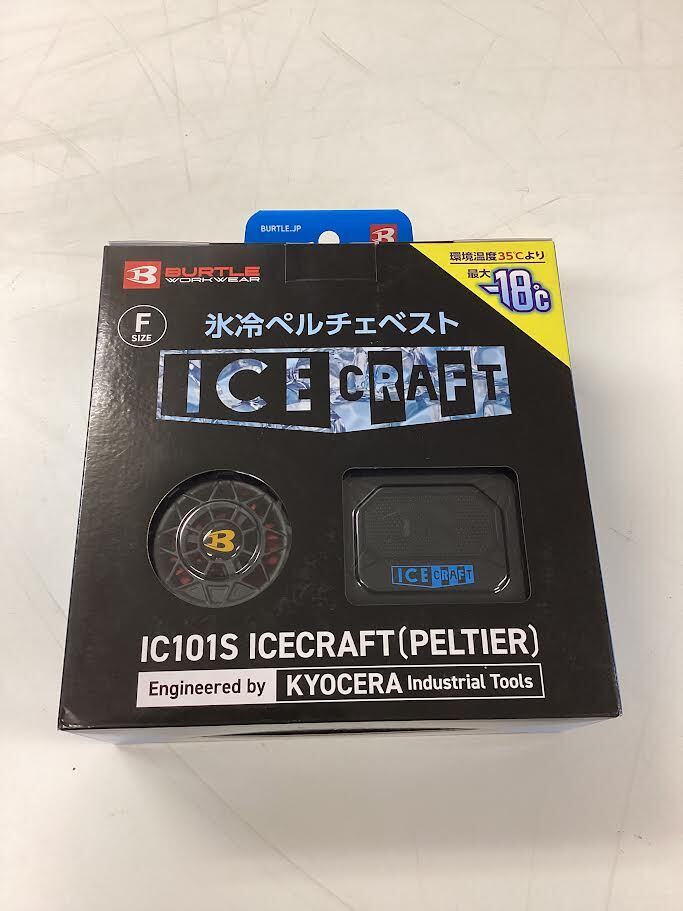 BURTLE.JP
B
B BURTLE
WORKWEAR
環境温度35℃より
最大
-18℃
F
SIZE
氷冷ペルチェベスト
ICE CRAFT
B
ICE CRAFT
IC101S ICECRAFT(PELTIER)
Engineered by KYOCERA Industrial Tools